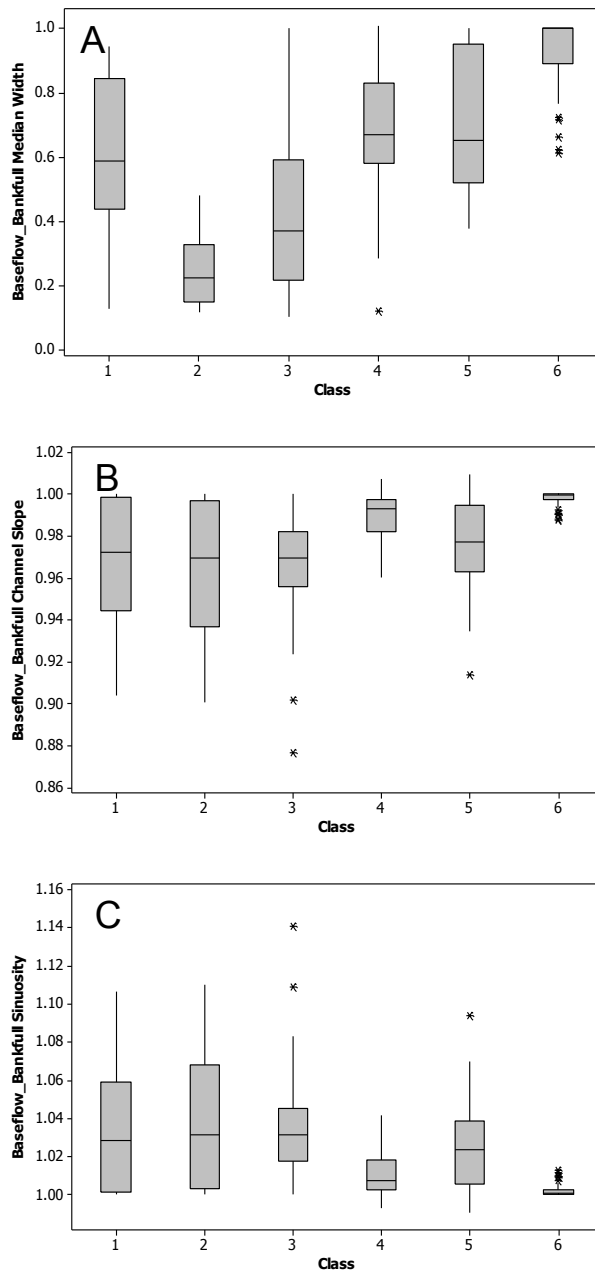 A
Baseflow_Bankfull Median Width
1.0
0.8
0.6
0.4
0.2
0.0
1 2 3 4 5 6
Class
B
Baseflow_Bankfull Channel Slope
1.02
1.00
0.98
0.96
0.94
0.92
0.90
0.88
0.86
1 2 3 4 5 6
Class
C
Baseflow_Bankfull Sinuosity
1.16
1.14
1.12
1.10
1.08
1.06
1.04
1.02
1.00
1 2 3 4 5 6
Class